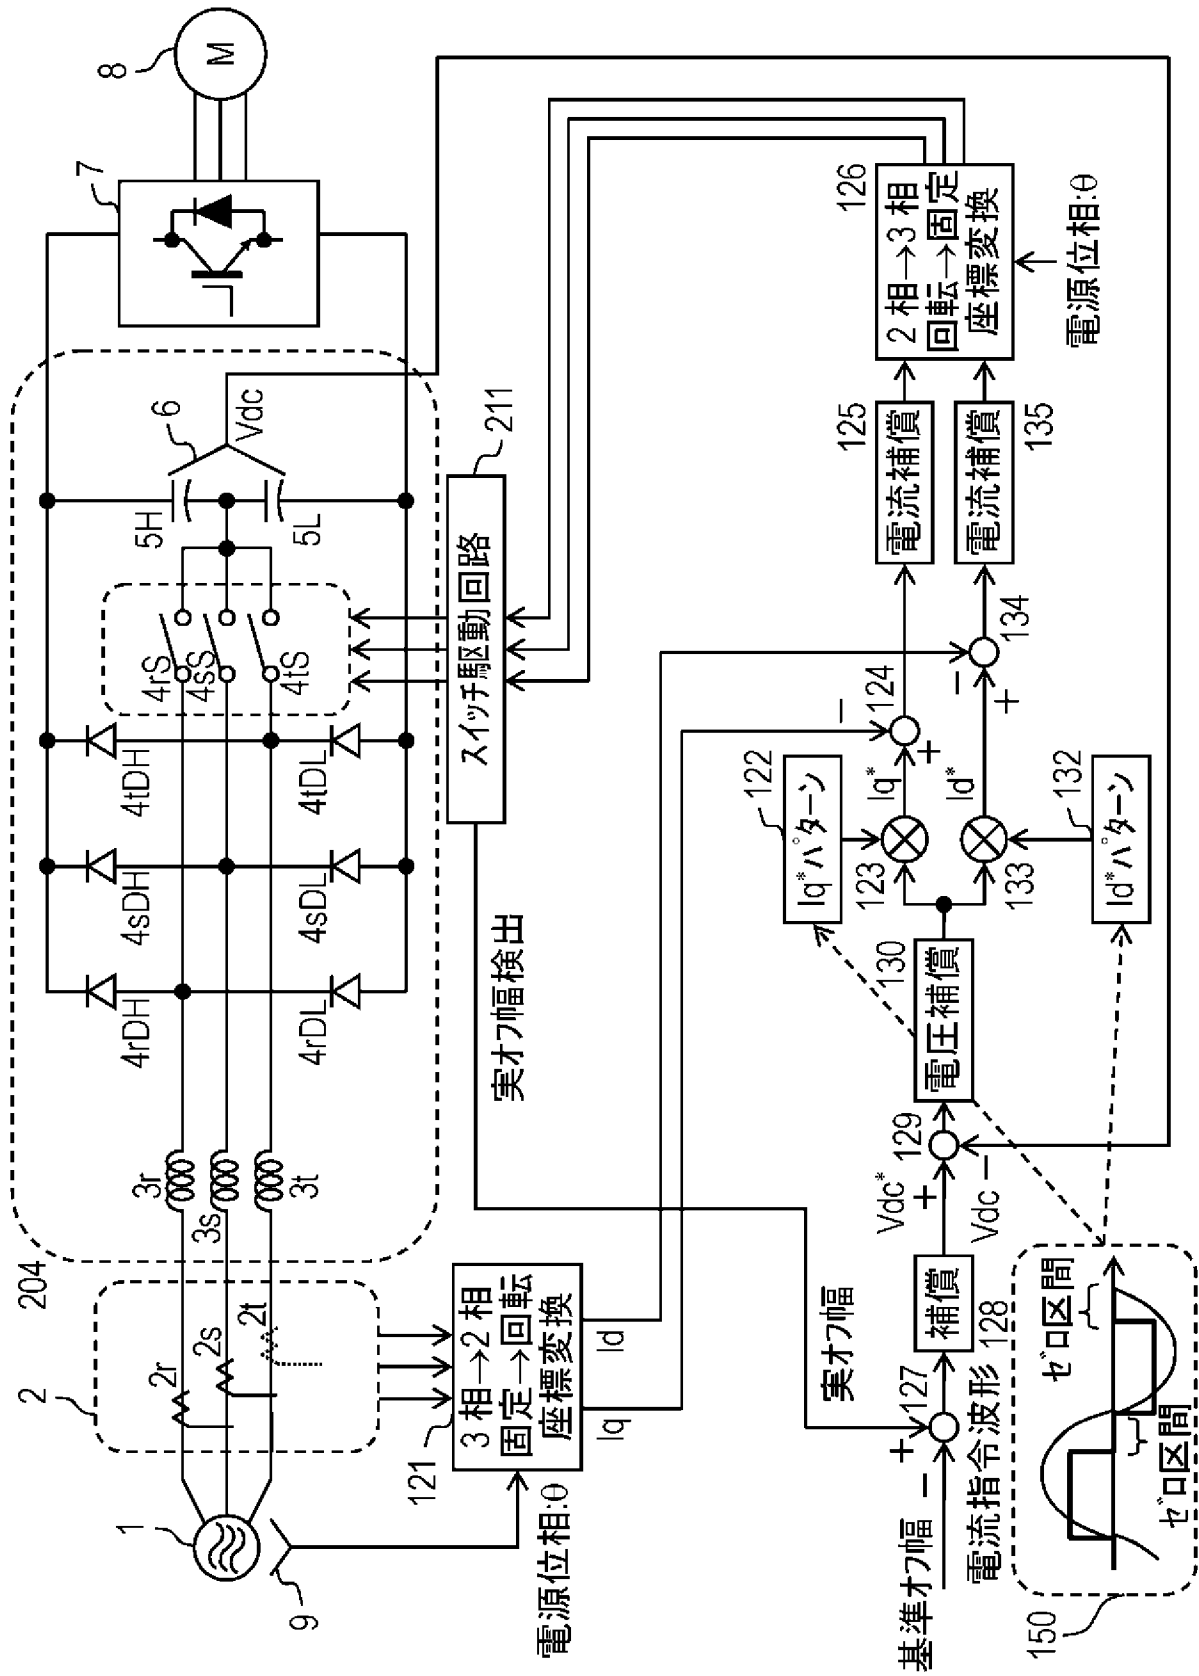 204
2
1
9
2r
2s
2t
3r
3s
3t
4rDH
4sDH
4tDH
4rDL
4sDL
4tDL
4rS
4sS
4tS
5H
5L
6
Vdc
7
8
M
211
スイッチ駆動回路
実オフ幅検出
121
3相→2相
固定→回転
座標変換
Iq
Id
電源位相:θ
実オフ幅
基準オフ幅
+
−
127
補償
128
Vdc*
+
Vdc
−
129
電圧補償
130
122
Iq*パターン
123
Iq*
+
−
124
電流補償
125
133
Id*
132
Id*パターン
−
+
134
電流補償
135
126
2相→3相
回転→固定
座標変換
電源位相:θ
電流指令波形
ゼロ区間
ゼロ区間
150